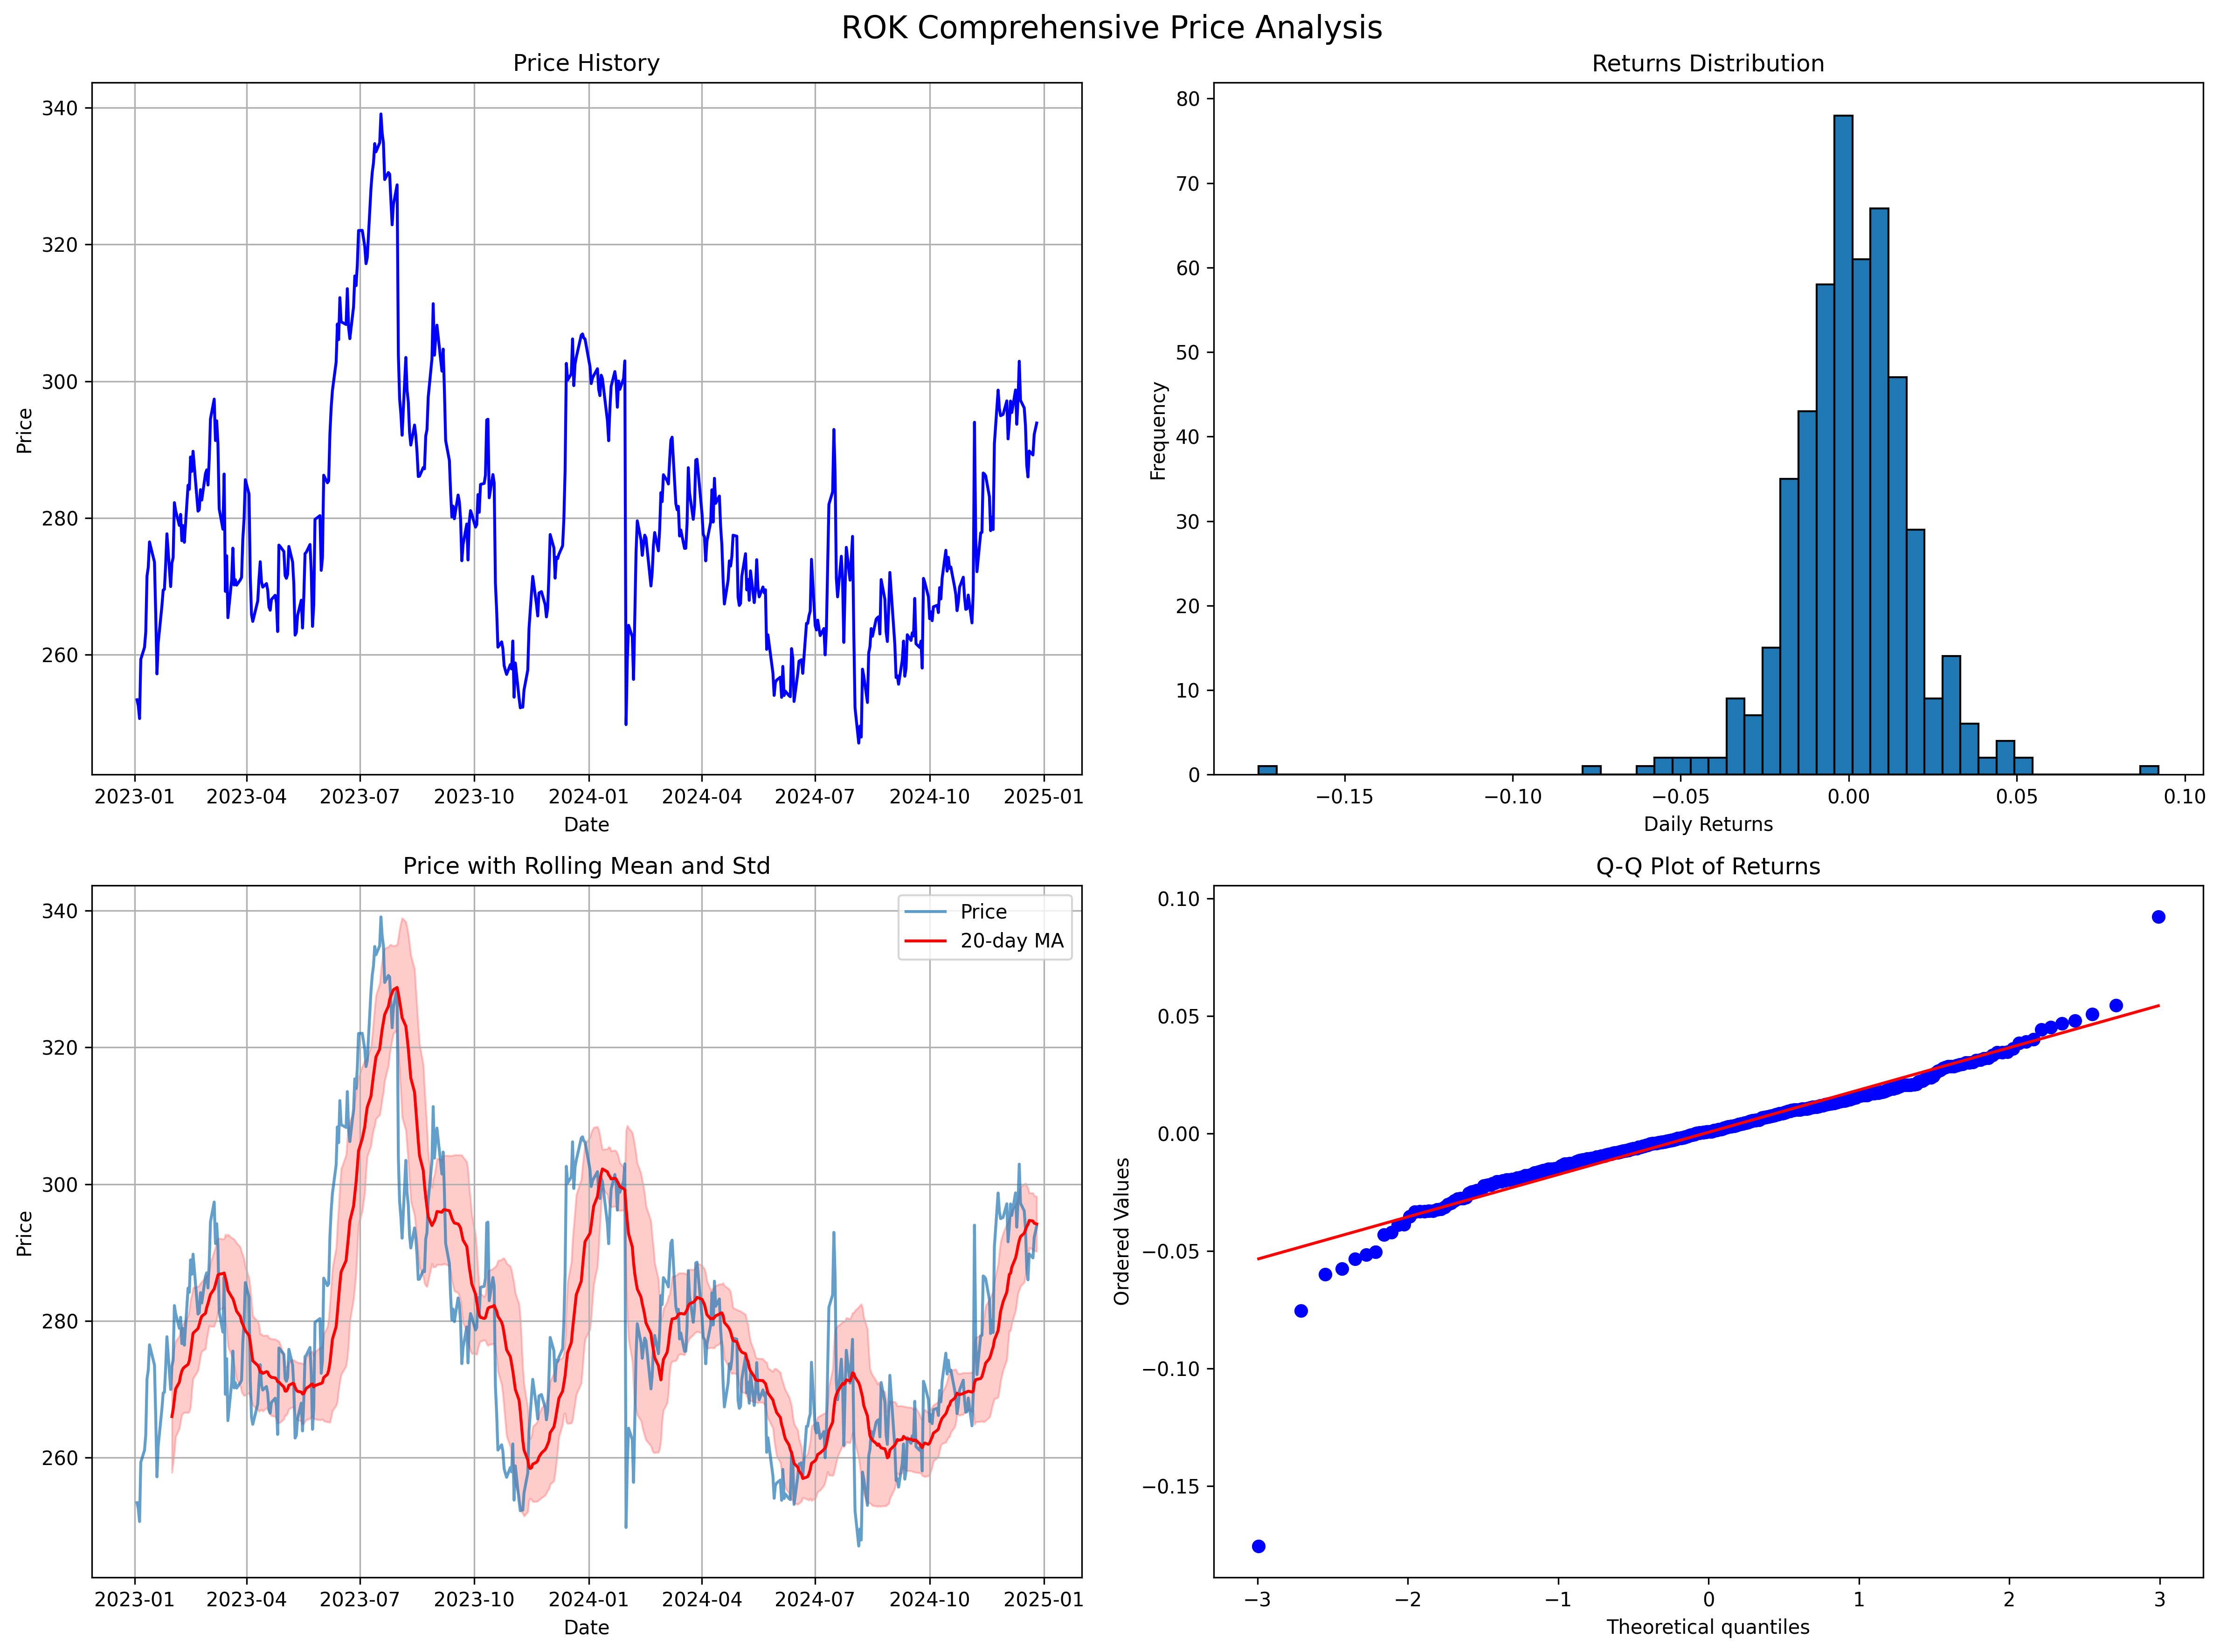 ROK Comprehensive Price Analysis
Price History
340
320
300
280
260
Price
2023-01 2023-04 2023-07 2023-10 2024-01 2024-04 2024-07 2024-10 2025-01
Date
Returns Distribution
80
70
60
50
40
30
20
10
0
Frequency
−0.15 −0.10 −0.05 0.00 0.05 0.10
Daily Returns
Price with Rolling Mean and Std
Price
20-day MA
340
320
300
280
260
Price
2023-01 2023-04 2023-07 2023-10 2024-01 2024-04 2024-07 2024-10 2025-01
Date
Q-Q Plot of Returns
0.10
0.05
0.00
−0.05
−0.10
−0.15
Ordered Values
−3 −2 −1 0 1 2 3
Theoretical quantiles